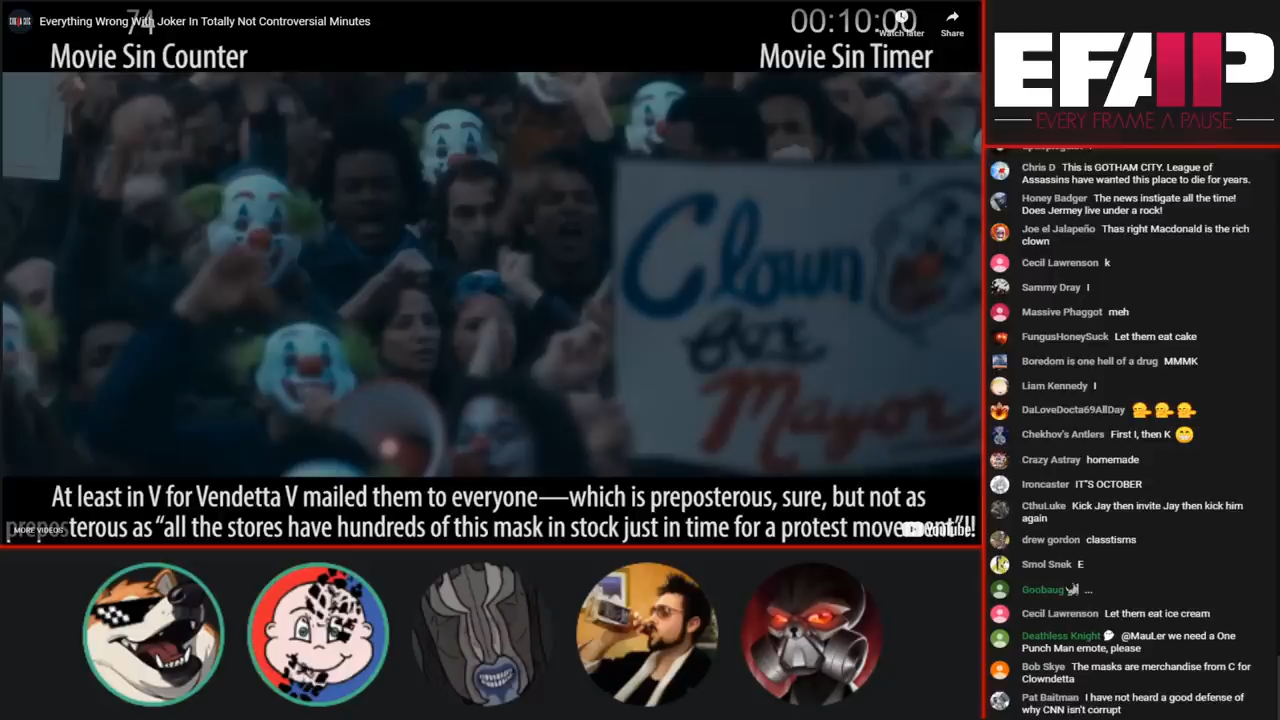 Everything Wrong With Joker In Totally Not Controversial Minutes
74
Movie Sin Counter
00:10:00
Watch later
Share
Movie Sin Timer
Clown
for
Mayor
At least in V for Vendetta V mailed them to everyone—which is preposterous, sure, but not as
preposterous as “all the stores have hundreds of this mask in stock just in time for a protest movement”!!
MORE VIDEOS
YouTube
EFAP
EVERY FRAME A PAUSE
Chris D This is GOTHAM CITY. League of
Assassins have wanted this place to die for years.
Honey Badger The news instigate all the time!
Does Jermey live under a rock!
Joe el Jalapeño Thas right Macdonald is the rich
clown
Cecil Lawrenson k
Sammy Dray I
Massive Phaggot meh
FungusHoneySuck Let them eat cake
Boredom is one hell of a drug MMMK
Liam Kennedy I
DaLoveDocta69AllDay
Chekhov's Antlers First I, then K
Crazy Astray homemade
Ironcaster IT"S OCTOBER
CthuLuke Kick Jay then invite Jay then kick him
again
drew gordon classtisms
Smol Snek E
Goobaug ...
Cecil Lawrenson Let them eat ice cream
Deathless Knight @MauLer we need a One
Punch Man emote, please
Bob Skye The masks are merchandise from C for
Clowndetta
Pat Baitman I have not heard a good defense of
why CNN isn't corrupt